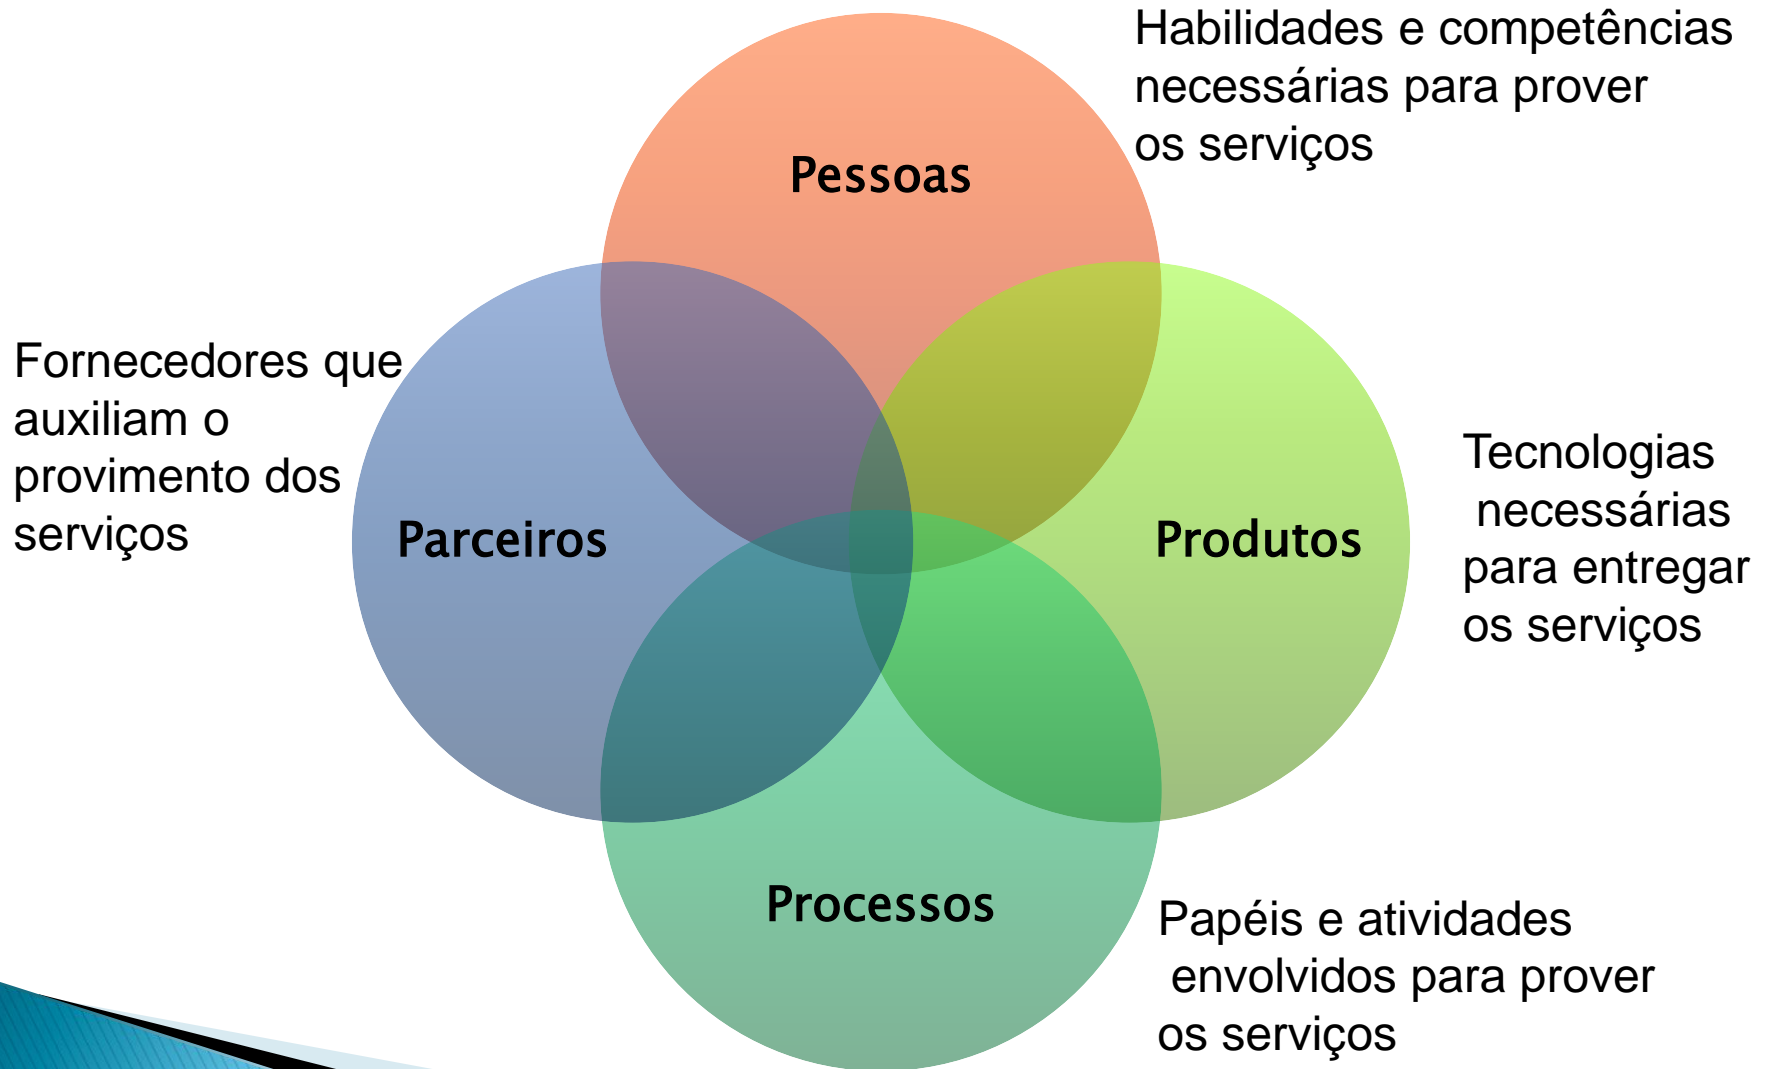 Habilidades e competências
necessárias para prover
os serviços
Pessoas
Fornecedores que
auxiliam o
provimento dos
serviços
Parceiros
Produtos
Tecnologias
necessárias
para entregar
os serviços
Processos
Papéis e atividades
envolvidos para prover
os serviços